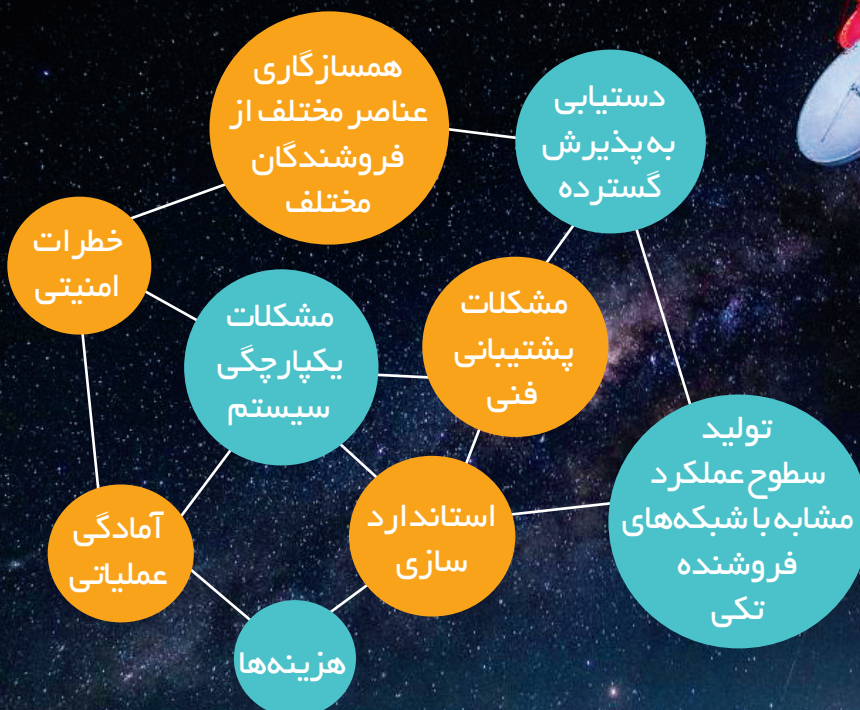 همسازگاری
عناصر مختلف از
فروشندگان
مختلف
دستیابی
به پذیرش
گسترده
خطرات
امنیتی
مشکلات
یکپارچگی
سیستم
مشکلات
پشتیبانی
فنی
تولید
سطوح عملکرد
مشابه با شبکه‌های
فروشنده
تکی
استاندارد
سازی
آمادگی
عملیاتی
هزینه‌ها